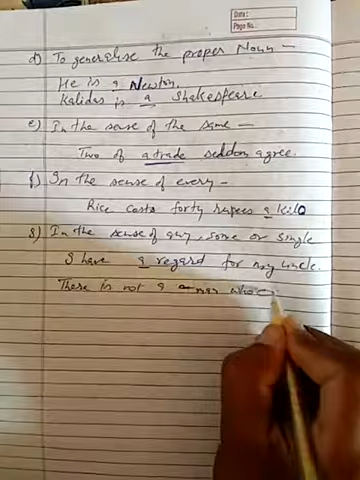 Date:
Page No.:
d) To generalise the proper Noun -
He is a Newton.
Kalidas is a Shakespeare
e) In the sense of the same -
Two of a trade seldom agree.
f) In the sense of every -
Rice costs forty rupees a kilo
g) In the sense of any, some or single
I have a regard for my uncle.
There is not a man who